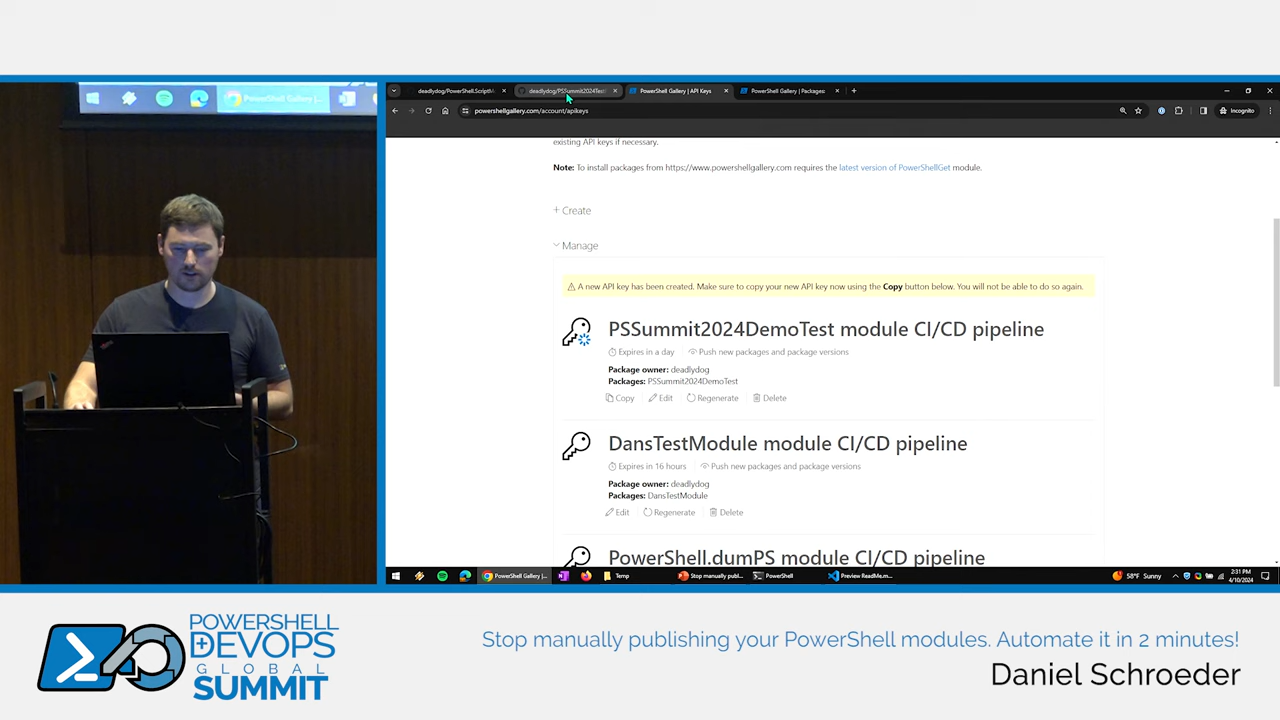 deadlydog/PowerShell.ScriptM
deadlydog/PSSummit2024Test
PowerShell Gallery | API Keys
PowerShell Gallery | Packages
powershellgallery.com/account/apikeys
Incognito
existing API keys if necessary.
Note: To install packages from https://www.powershellgallery.com requires the latest version of PowerShellGet module.
+ Create
Manage
A new API key has been created. Make sure to copy your new API key now using the Copy button below. You will not be able to do so again.
PSSummit2024DemoTest module CI/CD pipeline
Expires in a day Push new packages and package versions
Package owner: deadlydog
Packages: PSSummit2024DemoTest
Copy Edit Regenerate Delete
DansTestModule module CI/CD pipeline
Expires in 16 hours Push new packages and package versions
Package owner: deadlydog
Packages: DansTestModule
Edit Regenerate Delete
PowerShell.dumPS module CI/CD pipeline
PowerShell Gallery |...
Temp
Stop manually publ...
PowerShell
Preview ReadMe.m...
58°F Sunny
2:31 PM
4/10/2024
POWERSHELL
DEVOPS
GLOBAL
SUMMIT
Stop manually publishing your PowerShell modules. Automate it in 2 minutes!
Daniel Schroeder